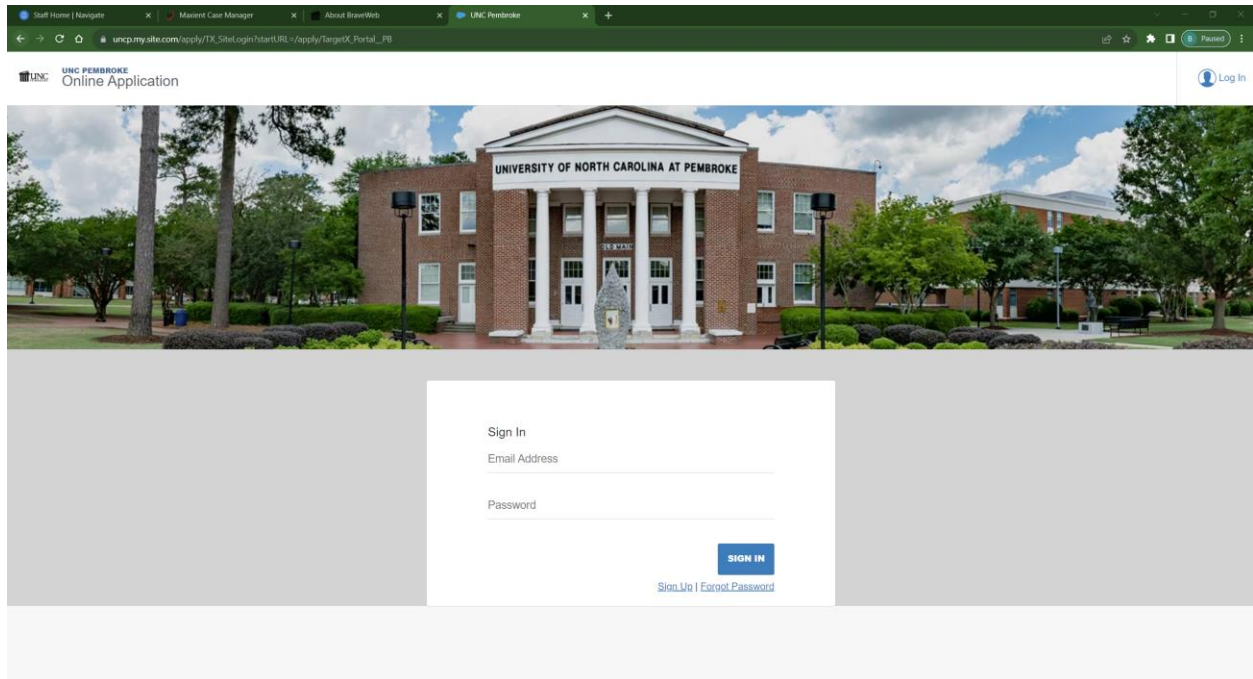 Staff Home | Navigate
Maxient Case Manager
About BraveWeb
UNC Pembroke
uncp.my.site.com/apply/TX_SiteLogin?startURL=/apply/TargetX_Portal__PB
B Paused
UNC
UNC PEMBROKE
Online Application
Log In
UNIVERSITY OF NORTH CAROLINA AT PEMBROKE
OLD MAIN
Sign In
Email Address
Password
SIGN IN
Sign Up | Forgot Password